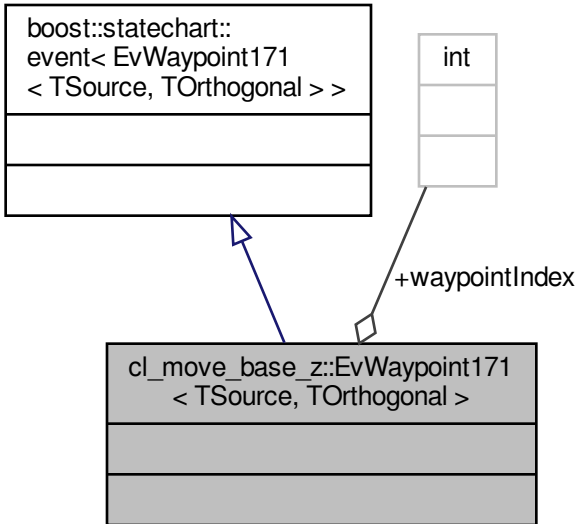 boost::statechart::
event< EvWaypoint171
< TSource, TOrthogonal > >
int
+waypointIndex
cl_move_base_z::EvWaypoint171
< TSource, TOrthogonal >